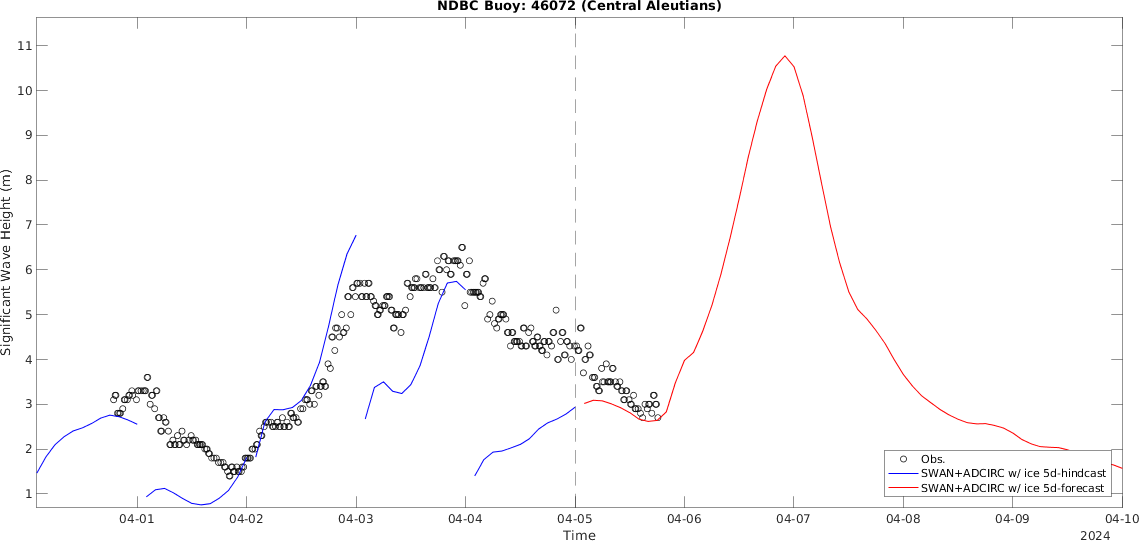 NDBC Buoy: 46072 (Central Aleutians)
Significant Wave Height (m)
11
10
9
8
7
6
5
4
3
2
1
Obs.
SWAN+ADCIRC w/ ice 5d-hindcast
SWAN+ADCIRC w/ ice 5d-forecast
04-01 04-02 04-03 04-04 04-05 04-06 04-07 04-08 04-09 04-10
Time
2024